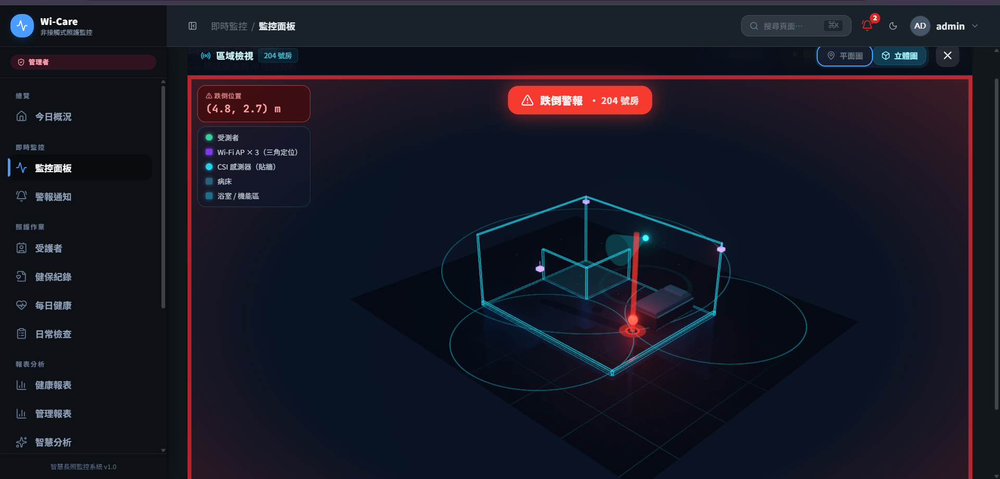 Wi-Care
非接觸式照護監控
即時監控 / 監控面板
搜尋頁面⋯
⌘K
2
AD
admin
管理者
總覽
今日概況
即時監控
監控面板
警報通知
照護作業
受護者
健保紀錄
每日健康
日常檢查
報表分析
健康報表
管理報表
智慧分析
智慧長照監控系統 v1.0
區域檢視
204 號房
平面圖
立體圖
跌倒位置
(4.8, 2.7) m
跌倒警報 • 204 號房
受測者
Wi-Fi AP × 3（三角定位）
CSI 感測器（貼牆）
病床
浴室 / 機能區